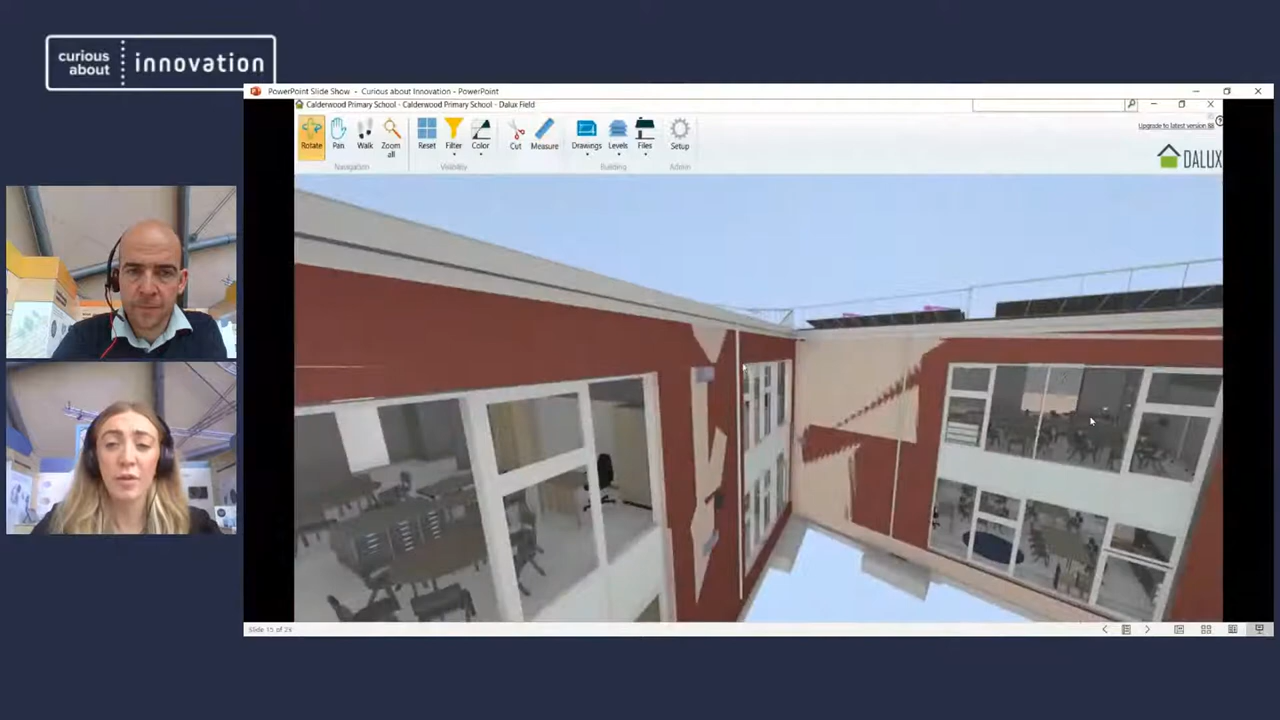 curious
about
innovation
PowerPoint Slide Show - Curious about Innovation - PowerPoint
Calderwood Primary School - Calderwood Primary School - Dalux Field
Upgrade to latest version 88
Rotate Pan Walk Zoom all Reset Filter Color Cut Measure Drawings Levels Files Setup
Navigation Visibility Building Admin
DALUX